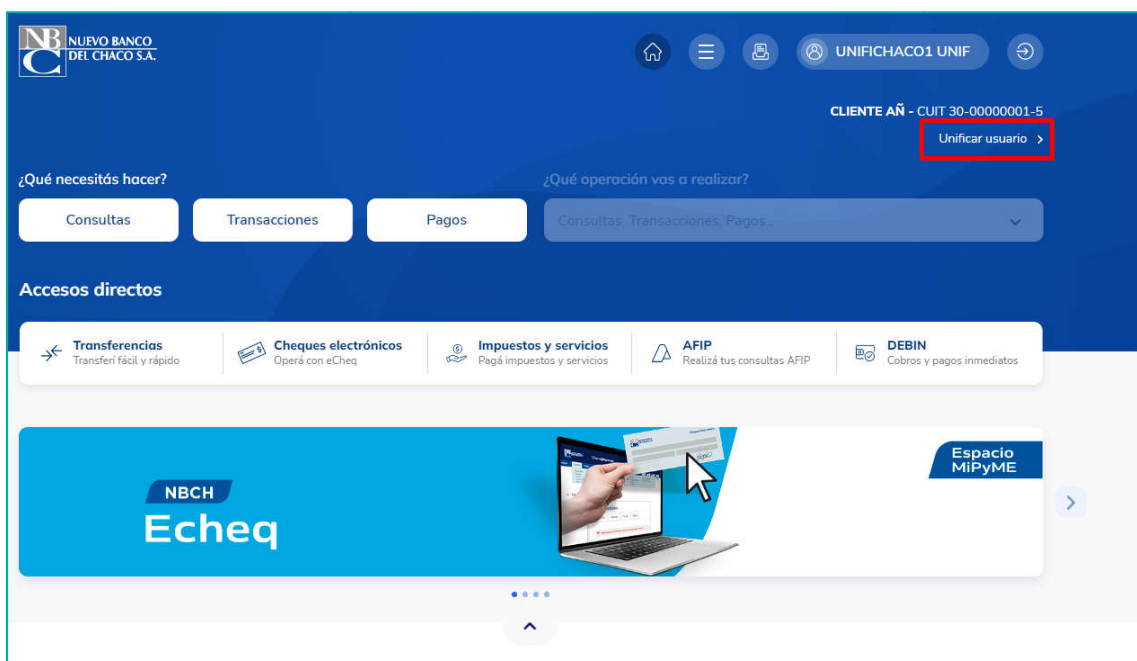 NBC
NUEVO BANCO
DEL CHACO S.A.
UNIFICHACO1 UNIF
CLIENTE AÑ - CUIT 30-00000001-5
Unificar usuario >
¿Qué necesitás hacer?
¿Qué operación vas a realizar?
Consultas
Transacciones
Pagos
Consultas, Transacciones, Pagos...
Accesos directos
Transferencias
Transferí fácil y rápido
Cheques electrónicos
Operá con eCheq
Impuestos y servicios
Pagá impuestos y servicios
AFIP
Realizá tus consultas AFIP
DEBIN
Cobros y pagos inmediatos
NBCH
Echeq
Espacio
MiPyME